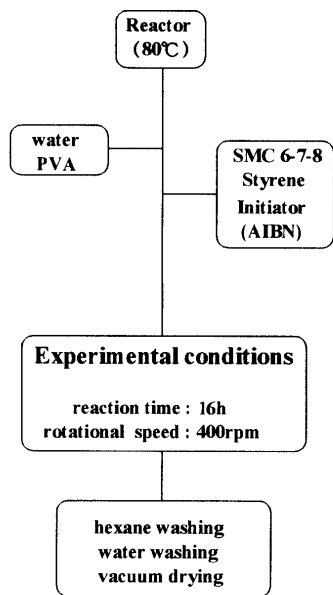 Reactor
(80℃)
water
PVA
SMC 6-7-8
Styrene
Initiator
(AIBN)
Experimental conditions
reaction time : 16h
rotational speed : 400rpm
hexane washing
water washing
vacuum drying